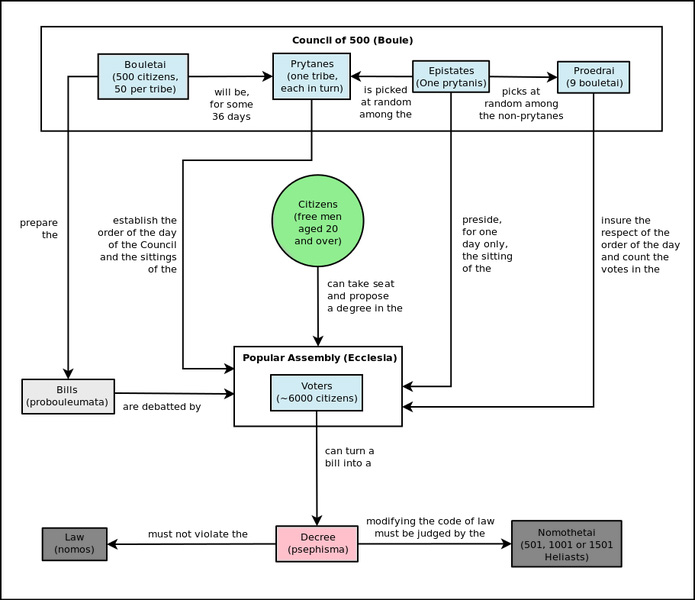 Council of 500 (Boule)
Bouletai
(500 citizens,
50 per tribe)
will be,
for some
36 days
Prytanes
(one tribe,
each in turn)
is picked
at random
among the
Epistates
(One prytanis)
picks at
random among
the non-prytanes
Proedrai
(9 bouletai)
prepare
the
establish the
order of the day
of the Council
and the sittings
of the
Citizens
(free men
aged 20
and over)
can take seat
and propose
a degree in the
preside,
for one
day only,
the sitting
of the
insure the
respect of the
order of the day
and count the
votes in the
Popular Assembly (Ecclesia)
Voters
(~6000 citizens)
Bills
(probouleumata)
are debatted by
can turn a
bill into a
Law
(nomos)
must not violate the
Decree
(psephisma)
modifying the code of law
must be judged by the
Nomothetai
(501, 1001 or 1501
Heliasts)